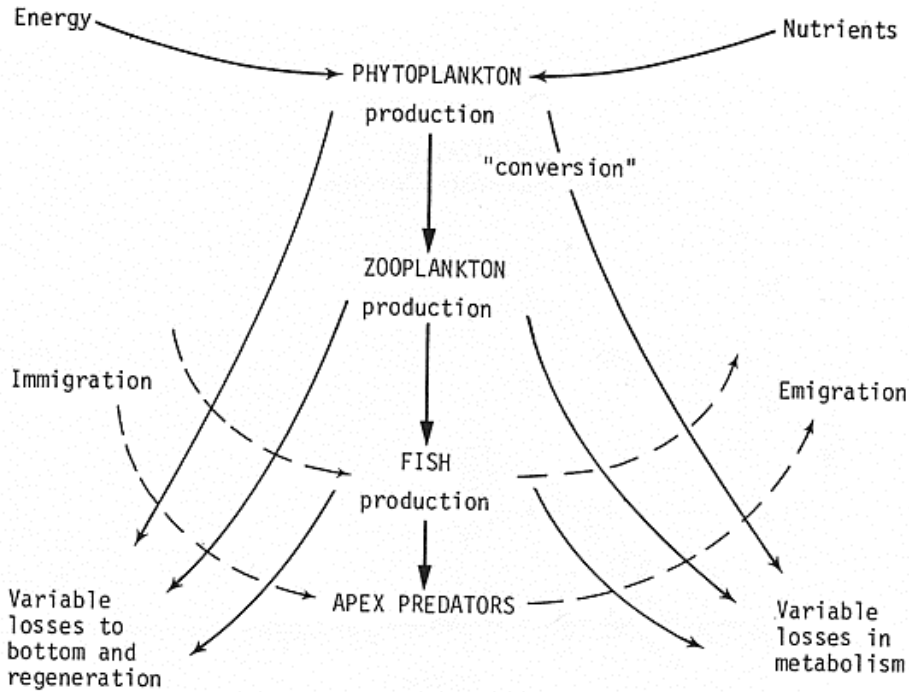 Energy
Nutrients
PHYTOPLANKTON
production
"conversion"
ZOOPLANKTON
production
Immigration
Emigration
FISH
production
APEX PREDATORS
Variable
losses to
bottom and
regeneration
Variable
losses in
metabolism